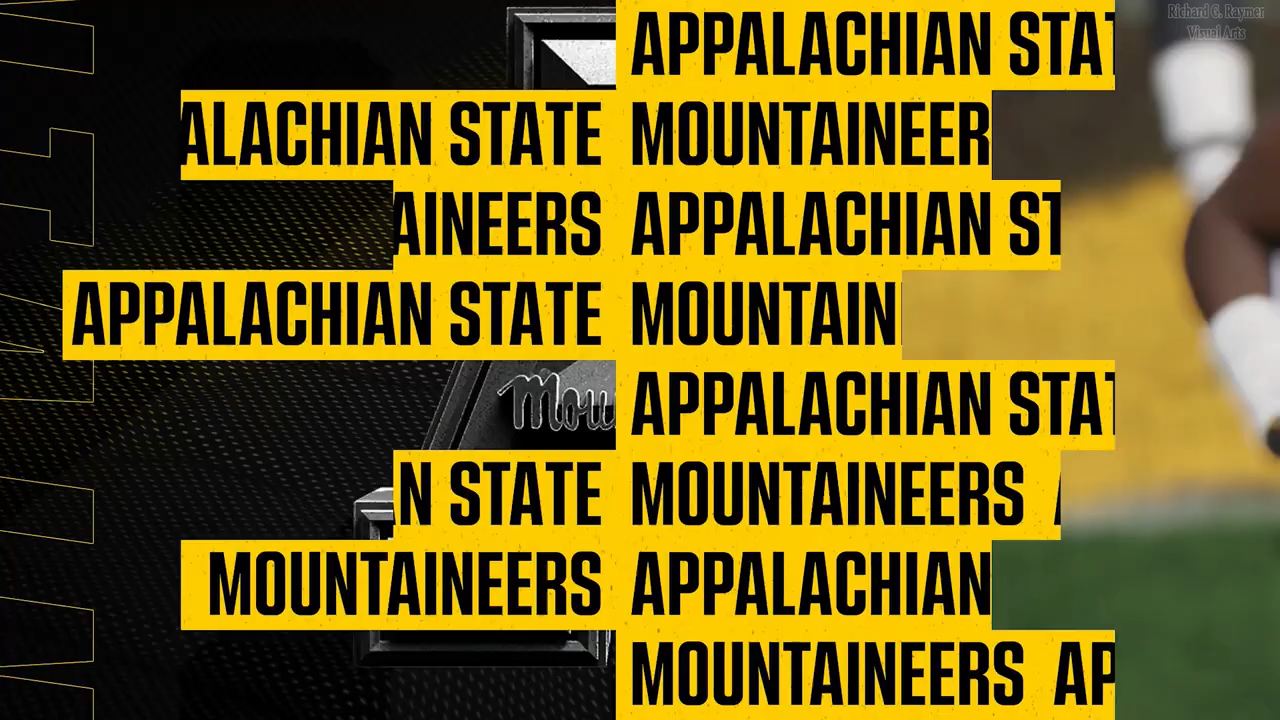 Richard G. Raymer
Visual Arts
APPALACHIAN STAT
ALACHIAN STATE MOUNTAINEER
AINEERS APPALACHIAN ST
APPALACHIAN STATE MOUNTAIN
Mou
APPALACHIAN STAT
N STATE MOUNTAINEERS
MOUNTAINEERS APPALACHIAN
MOUNTAINEERS AP